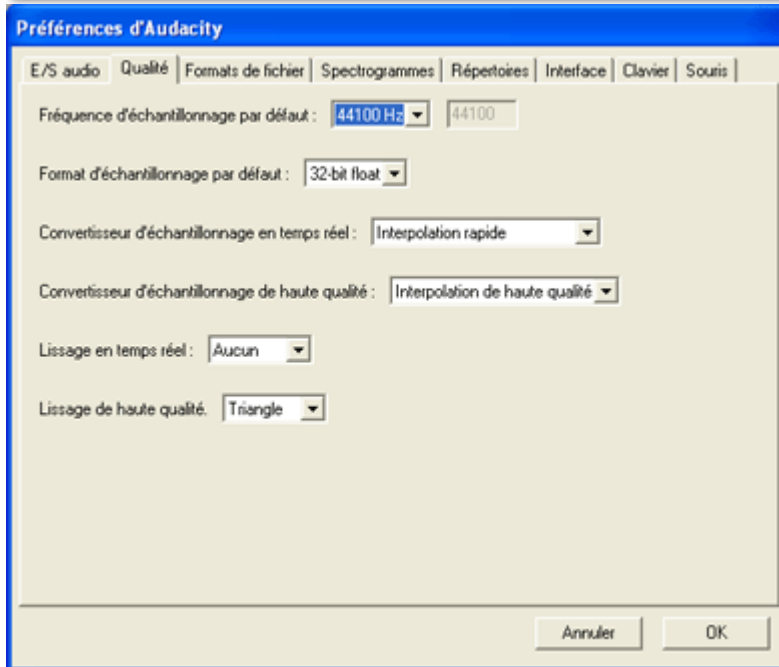 Préférences d'Audacity
E/S audio Qualité Formats de fichier Spectrogrammes Répertoires Interface Clavier Souris
Fréquence d'échantillonnage par défaut : 44100 Hz 44100
Format d'échantillonnage par défaut : 32-bit float
Convertisseur d'échantillonnage en temps réel : Interpolation rapide
Convertisseur d'échantillonnage de haute qualité : Interpolation de haute qualité
Lissage en temps réel : Aucun
Lissage de haute qualité. Triangle
Annuler OK